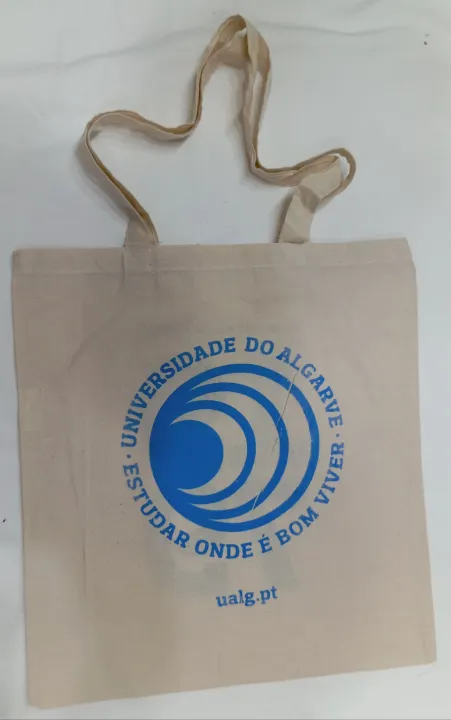 UNIVERSIDADE DO ALGARVE
· ESTUDAR ONDE É BOM VIVER ·
ualg.pt